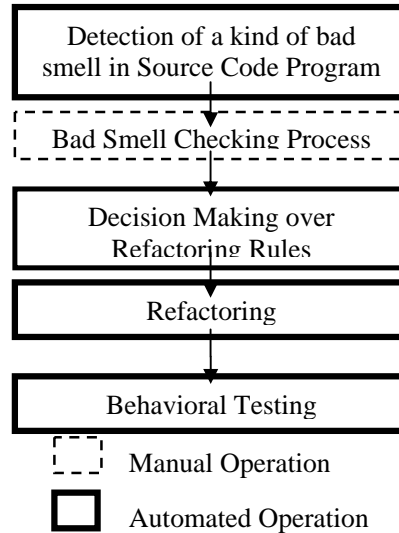 Detection of a kind of bad
smell in Source Code Program
Bad Smell Checking Process
Decision Making over
Refactoring Rules
Refactoring
Behavioral Testing
Manual Operation
Automated Operation